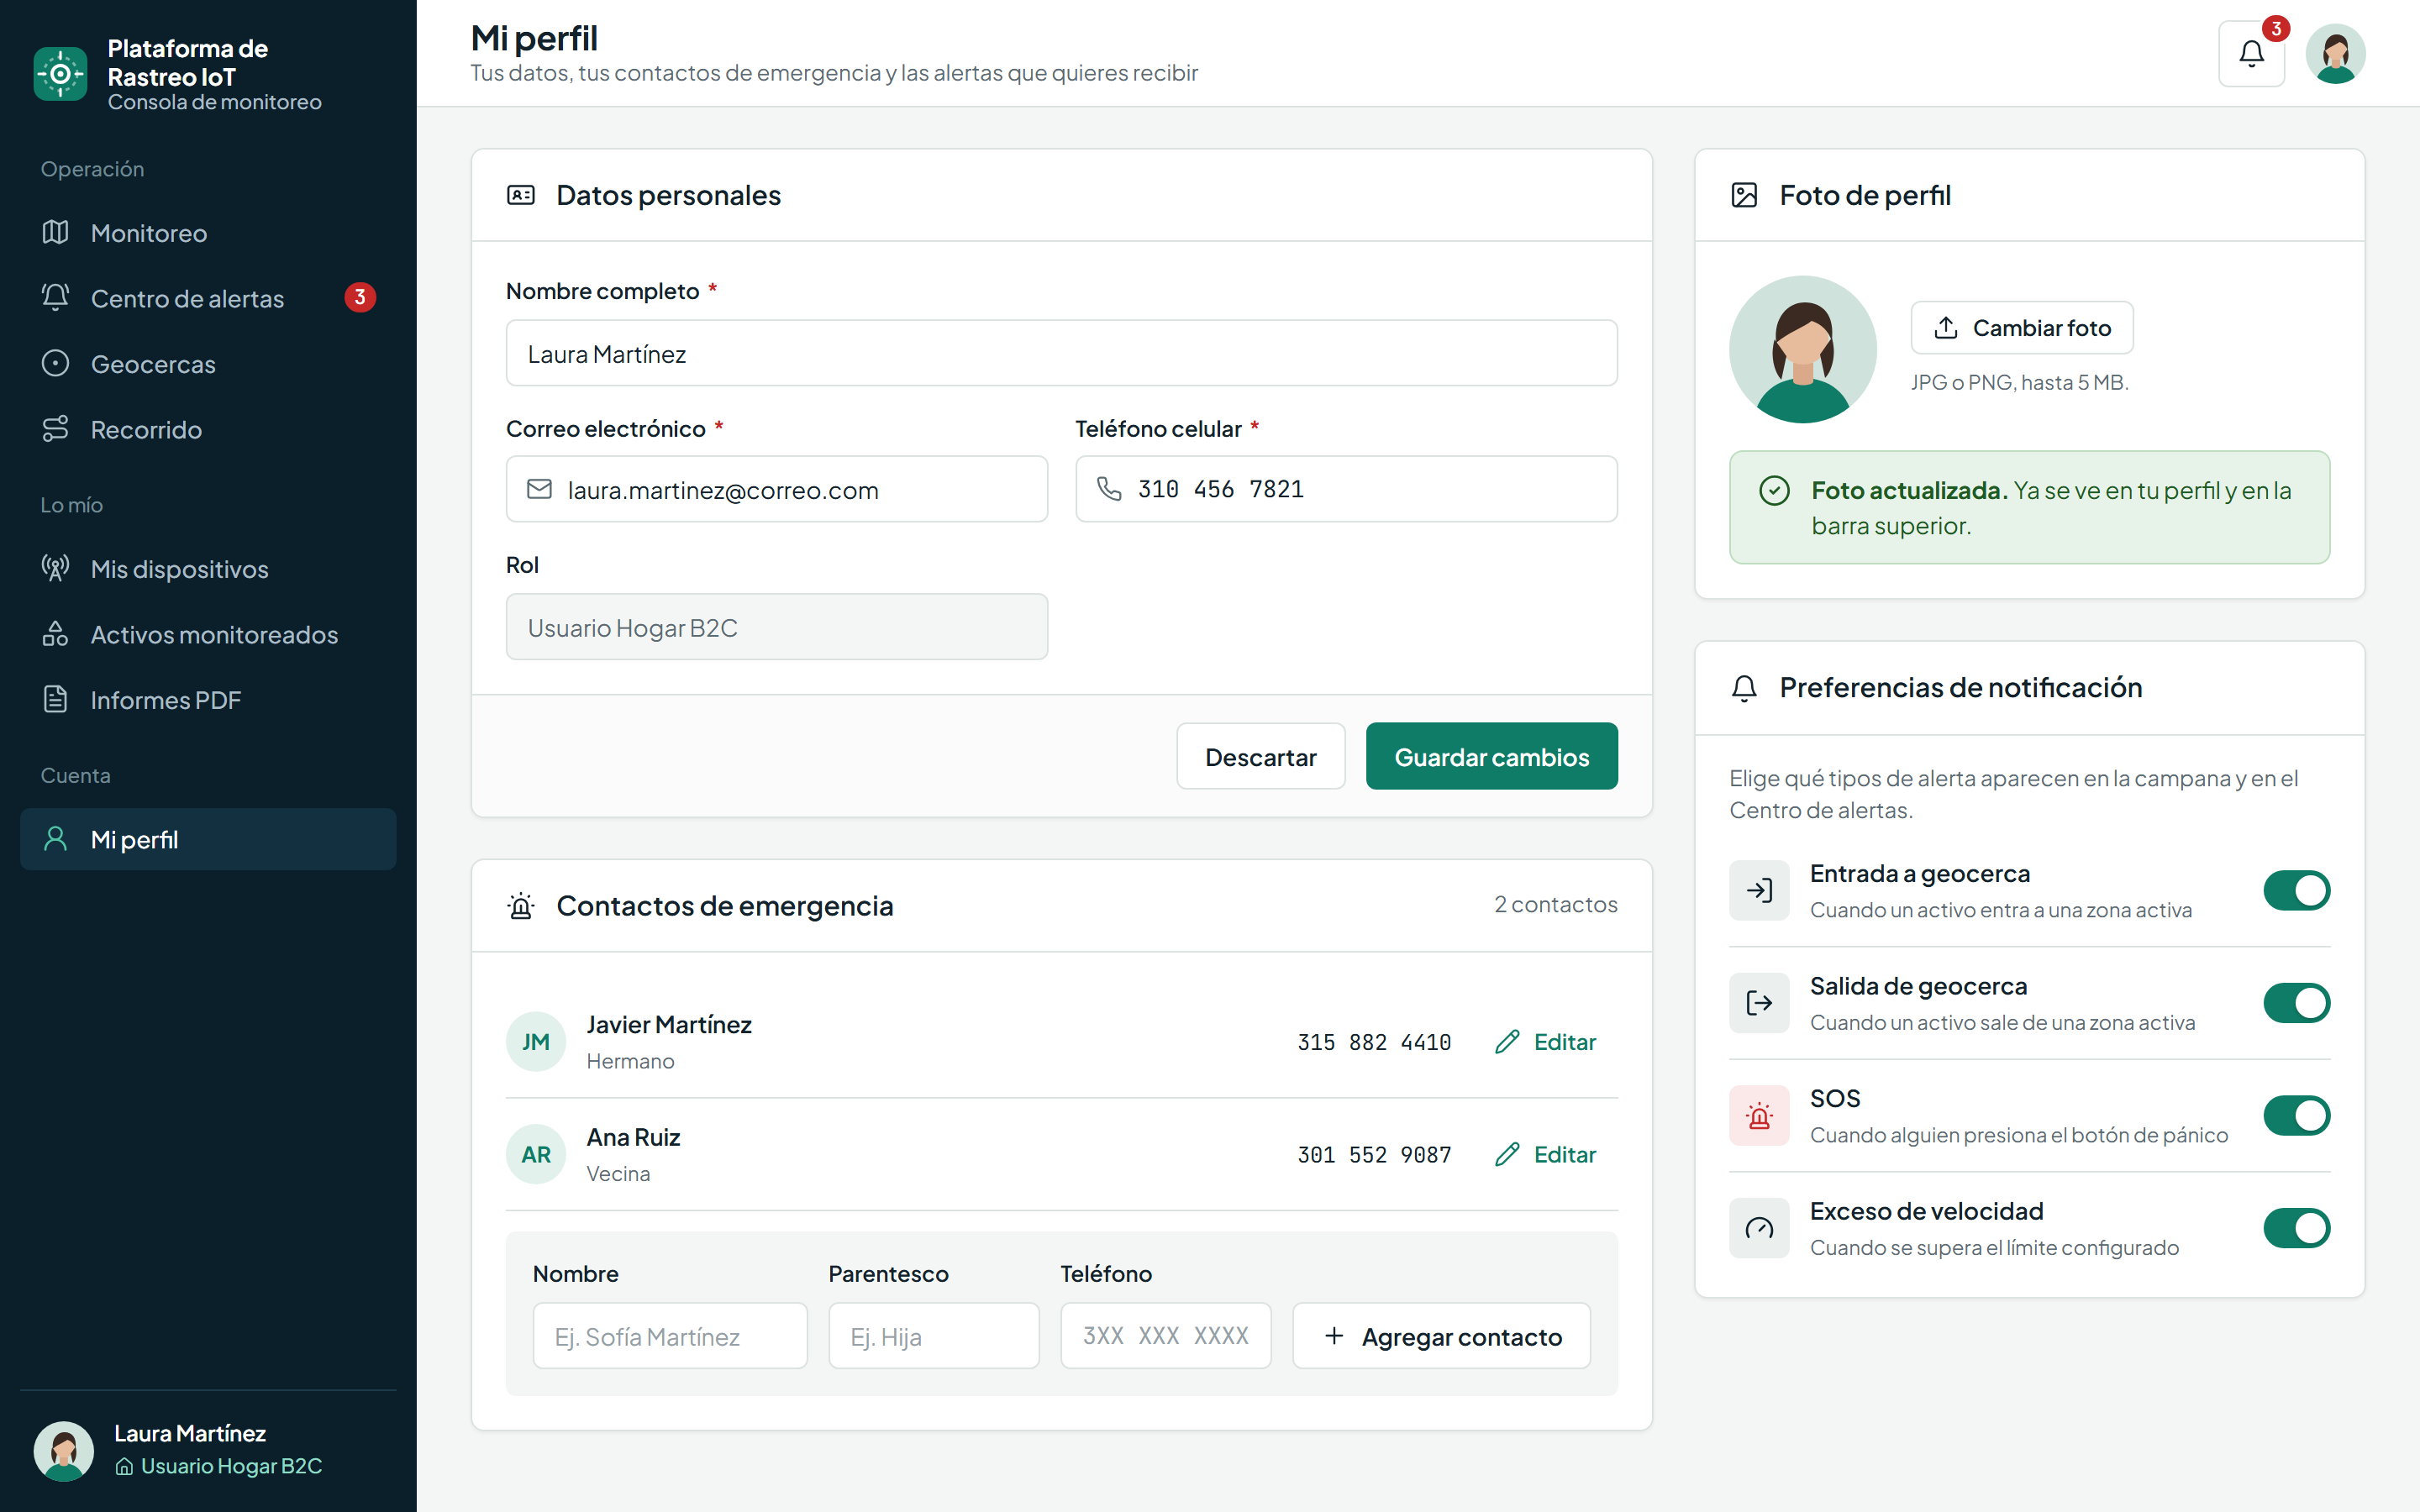 Plataforma de
Rastreo IoT
Consola de monitoreo
Operación
Monitoreo
Centro de alertas
3
Geocercas
Recorrido
Lo mío
Mis dispositivos
Activos monitoreados
Informes PDF
Cuenta
Mi perfil
Laura Martínez
Usuario Hogar B2C
Mi perfil
Tus datos, tus contactos de emergencia y las alertas que quieres recibir
3
Datos personales
Nombre completo *
Laura Martínez
Correo electrónico *
Teléfono celular *
laura.martinez@correo.com
310 456 7821
Rol
Usuario Hogar B2C
Descartar
Guardar cambios
Contactos de emergencia
2 contactos
JM
Javier Martínez
Hermano
315 882 4410
Editar
AR
Ana Ruiz
Vecina
301 552 9087
Editar
Nombre
Parentesco
Teléfono
Ej. Sofía Martínez
Ej. Hija
3XX XXX XXXX
+ Agregar contacto
Foto de perfil
Cambiar foto
JPG o PNG, hasta 5 MB.
Foto actualizada. Ya se ve en tu perfil y en la
barra superior.
Preferencias de notificación
Elige qué tipos de alerta aparecen en la campana y en el
Centro de alertas.
Entrada a geocerca
Cuando un activo entra a una zona activa
Salida de geocerca
Cuando un activo sale de una zona activa
SOS
Cuando alguien presiona el botón de pánico
Exceso de velocidad
Cuando se supera el límite configurado